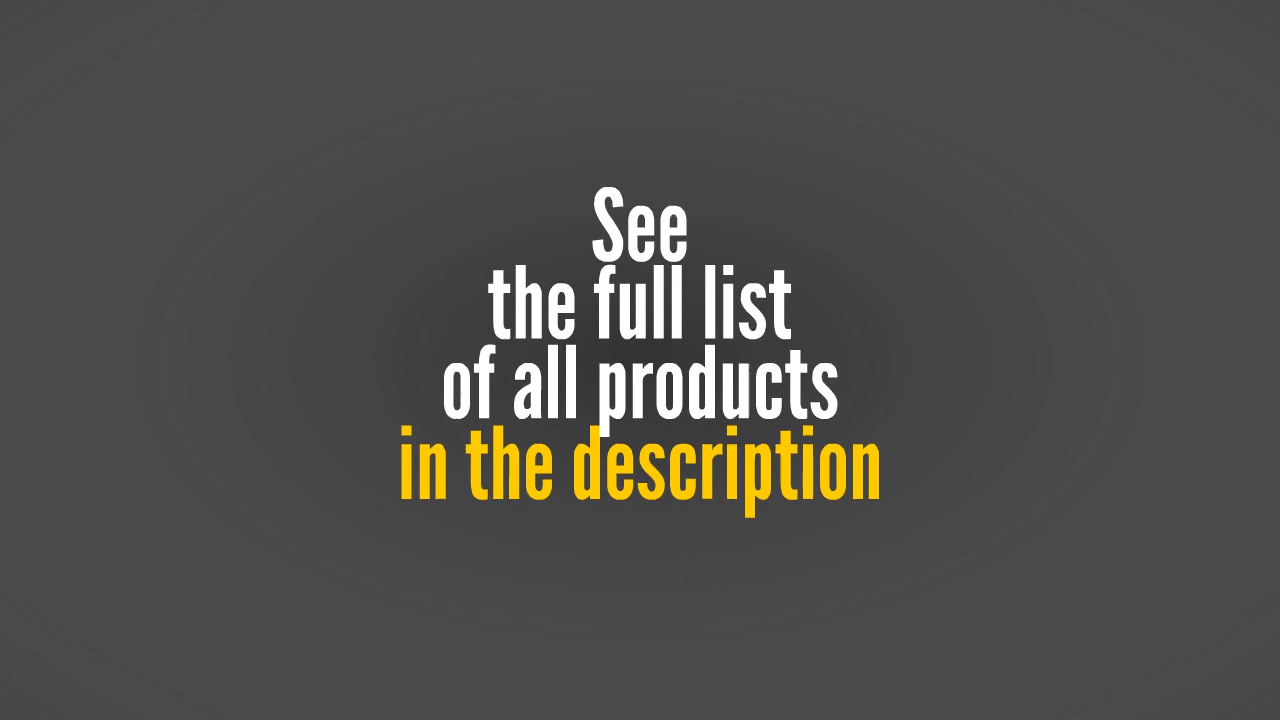 See
the full list
of all products
in the description